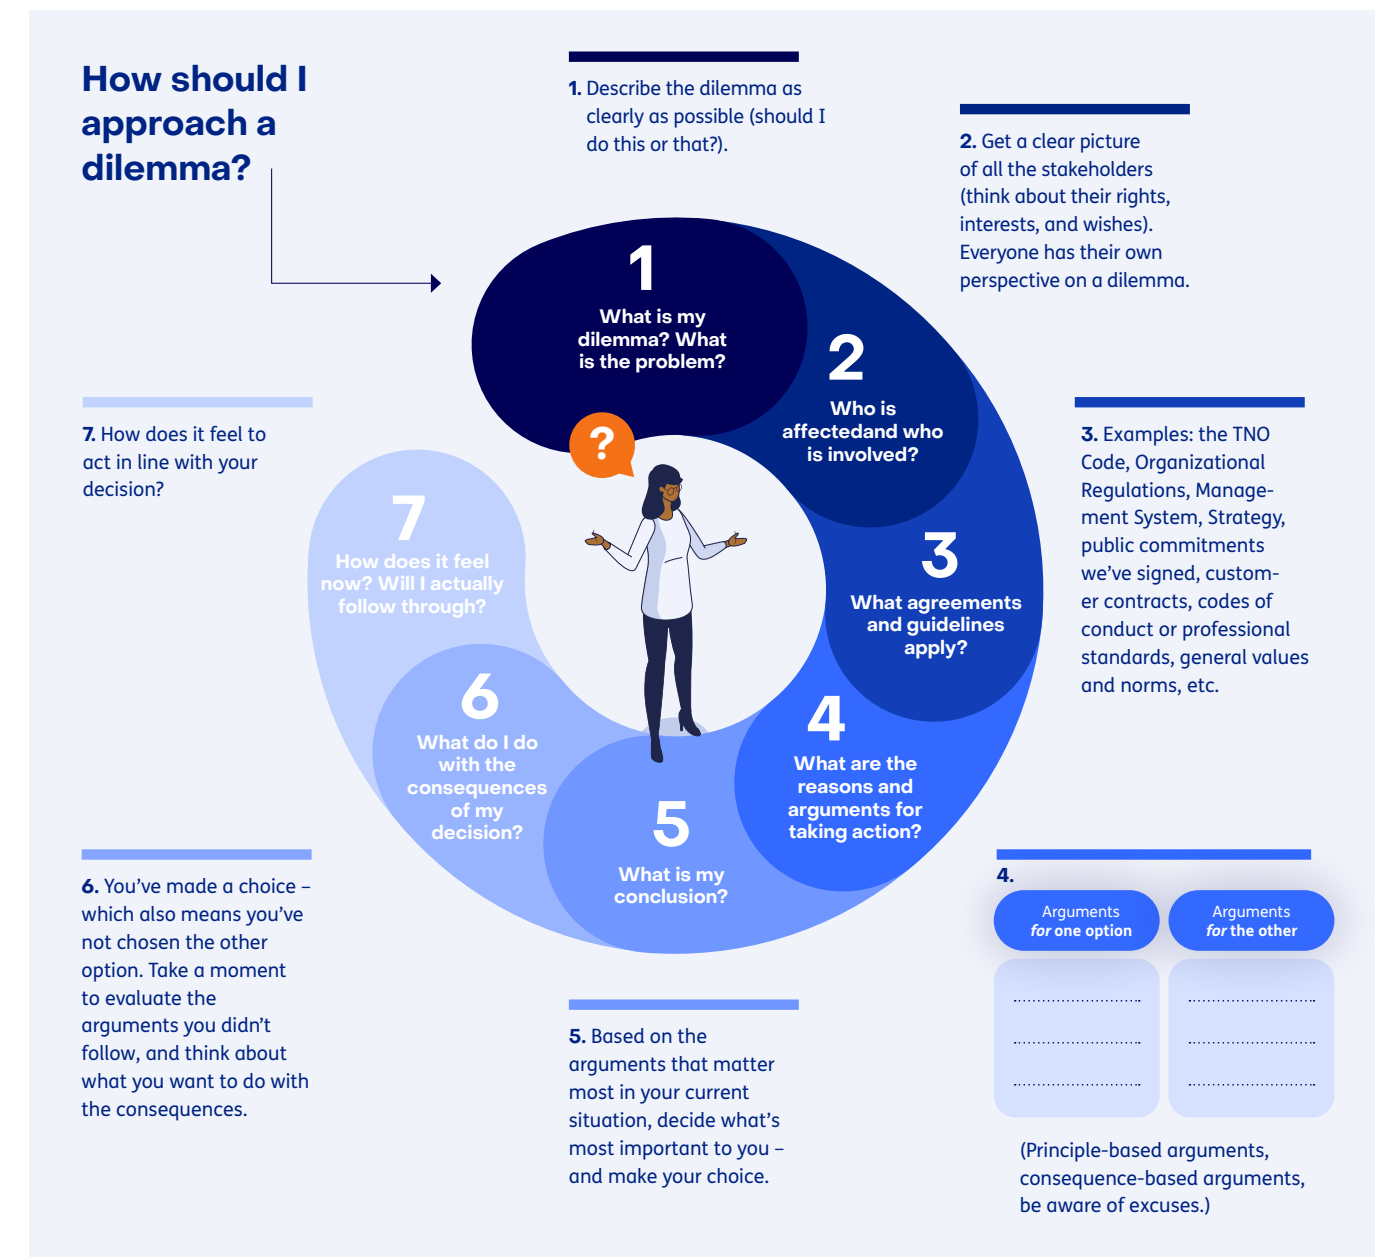 How should I
approach a
dilemma?
1. Describe the dilemma as
clearly as possible (should I
do this or that?).
2. Get a clear picture
of all the stakeholders
(think about their rights,
interests, and wishes).
Everyone has their own
perspective on a dilemma.
1
What is my
dilemma? What
is the problem?
2
Who is
affectedand who
is involved?
?
3. Examples: the TNO
Code, Organizational
Regulations, Manage-
ment System, Strategy,
public commitments
we've signed, custom-
er contracts, codes of
conduct or professional
standards, general values
and norms, etc.
3
What agreements
and guidelines
apply?
4
What are the
reasons and
arguments for
taking action?
4.
Arguments
for one option
Arguments
for the other
(Principle-based arguments,
consequence-based arguments,
be aware of excuses.)
5
What is my
conclusion?
5. Based on the
arguments that matter
most in your current
situation, decide what's
most important to you –
and make your choice.
6
What do I do
with the
consequences
of my
decision?
6. You've made a choice –
which also means you've
not chosen the other
option. Take a moment
to evaluate the
arguments you didn't
follow, and think about
what you want to do with
the consequences.
7
How does it feel
now? Will I actually
follow through?
7. How does it feel to
act in line with your
decision?